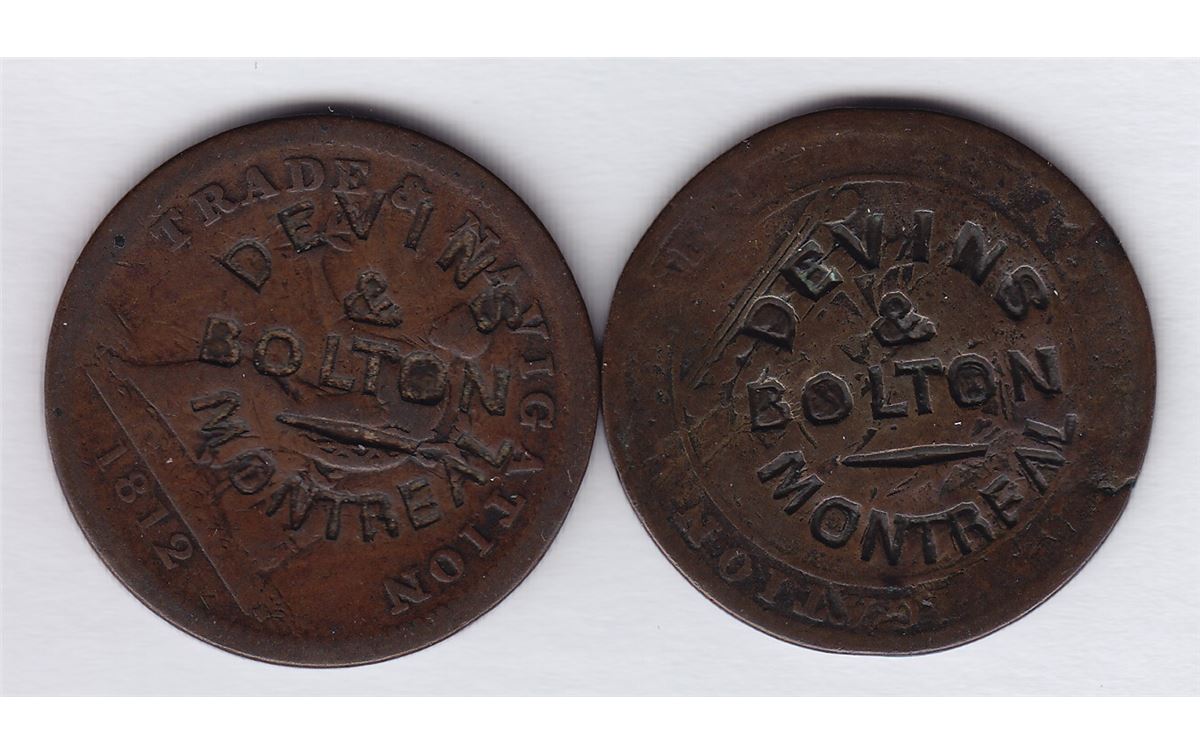 TRADE & NAVIGATION
1812
DEVINS
&
BOLTON
MONTREAL
DEVINS
&
BOLTON
MONTREAL